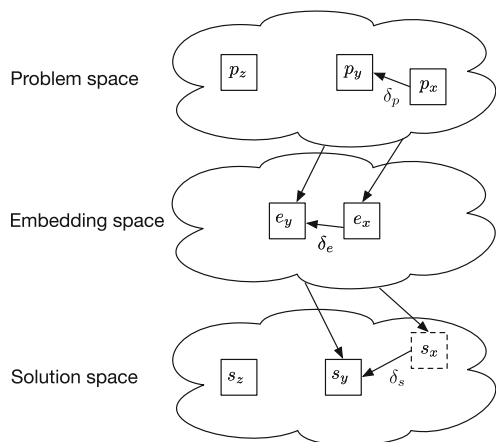 Problem space
p_z p_y p_x
δ_p
Embedding space
e_y e_x
δ_e
s_x
Solution space
s_z s_y
δ_s